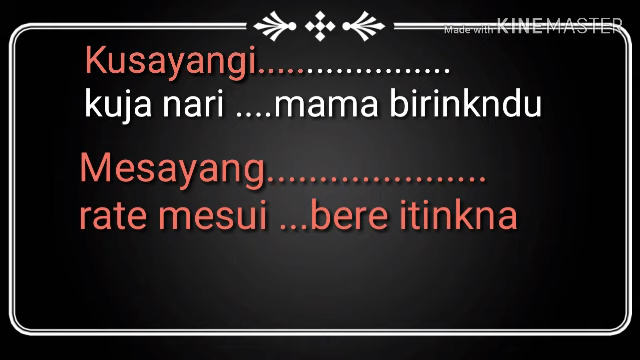 Made with KINEMASTER
Kusayangi....................
kuja nari ....mama birinkndu
Mesayang.....................
rate mesui ...bere itinkna